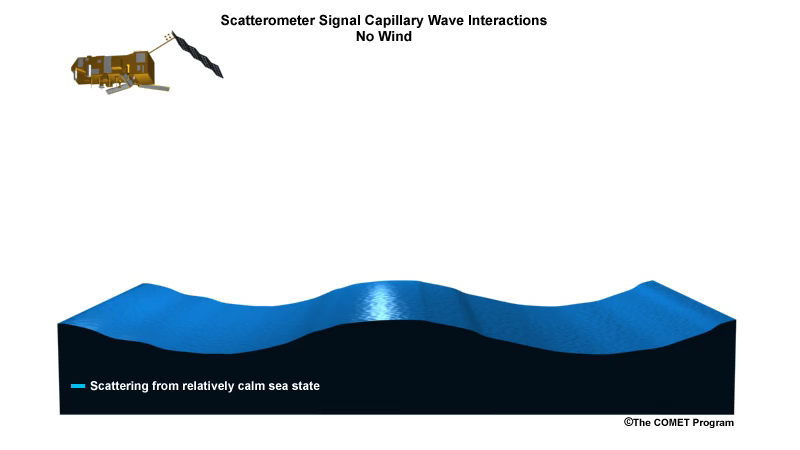 Scatterometer Signal Capillary Wave Interactions
No Wind
Scattering from relatively calm sea state
©The COMET Program